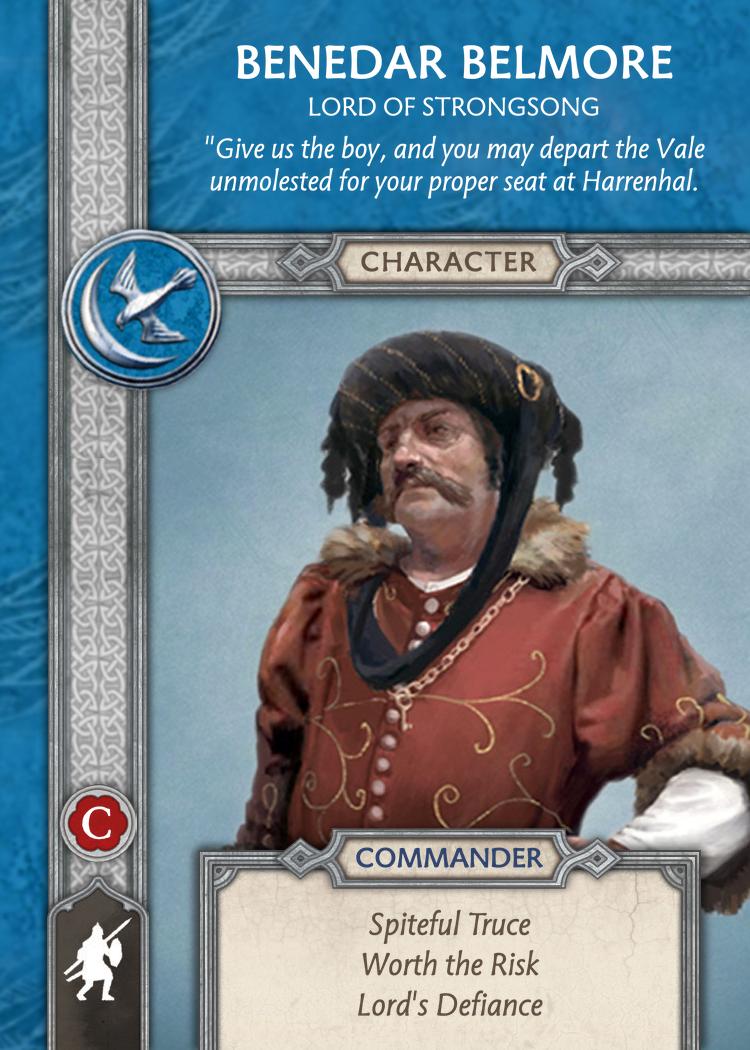 BENEDAR BELMORE
LORD OF STRONGSONG
"Give us the boy, and you may depart the Vale
unmolested for your proper seat at Harrenhal.
CHARACTER
C
COMMANDER
Spiteful Truce
Worth the Risk
Lord's Defiance